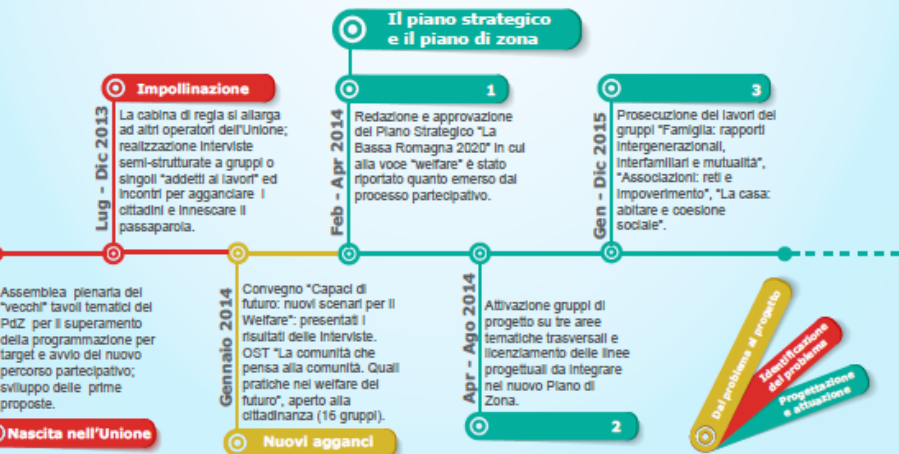 Il piano strategico
e il piano di zona
Impollinazione
Lug - Dic 2013
La cabina di regia si allarga
ad altri operatori dell'Unione;
realizzazione interviste
semi-strutturate a gruppi o
singoli "addetti ai lavori" ed
incontri per agganciare i
cittadini e innescare il
passaparola.
1
Feb - Apr 2014
Redazione e approvazione
del Piano Strategico "La
Bassa Romagna 2020" in cui
alla voce "welfare" è stato
riportato quanto emerso dal
processo partecipativo.
3
Gen - Dic 2015
Prosecuzione dei lavori dei
gruppi "Famiglia: rapporti
intergenerazionali,
interfamiliari e mutualità",
"Associazioni: reti e
impoverimento", "La casa:
abitare e coesione
sociale".
Assemblea plenaria dei
"vecchi" tavoli tematici del
PdZ per il superamento
della programmazione per
target e avvio del nuovo
percorso partecipativo;
sviluppo delle prime
proposte.
Nascita nell'Unione
Gennaio 2014
Convegno "Capaci di
futuro: nuovi scenari per il
Welfare": presentati i
risultati delle interviste.
OST "La comunità che
pensa alla comunità. Quali
pratiche nel welfare del
futuro", aperto alla
cittadinanza (16 gruppi).
Nuovi agganci
Apr - Ago 2014
Attivazione gruppi di
progetto su tre aree
tematiche trasversali e
licenziamento delle linee
progettuali da integrare
nel nuovo Piano di
Zona.
2
Dal problema al progetto
Identificazione
del problema
Progettazione
e attuazione